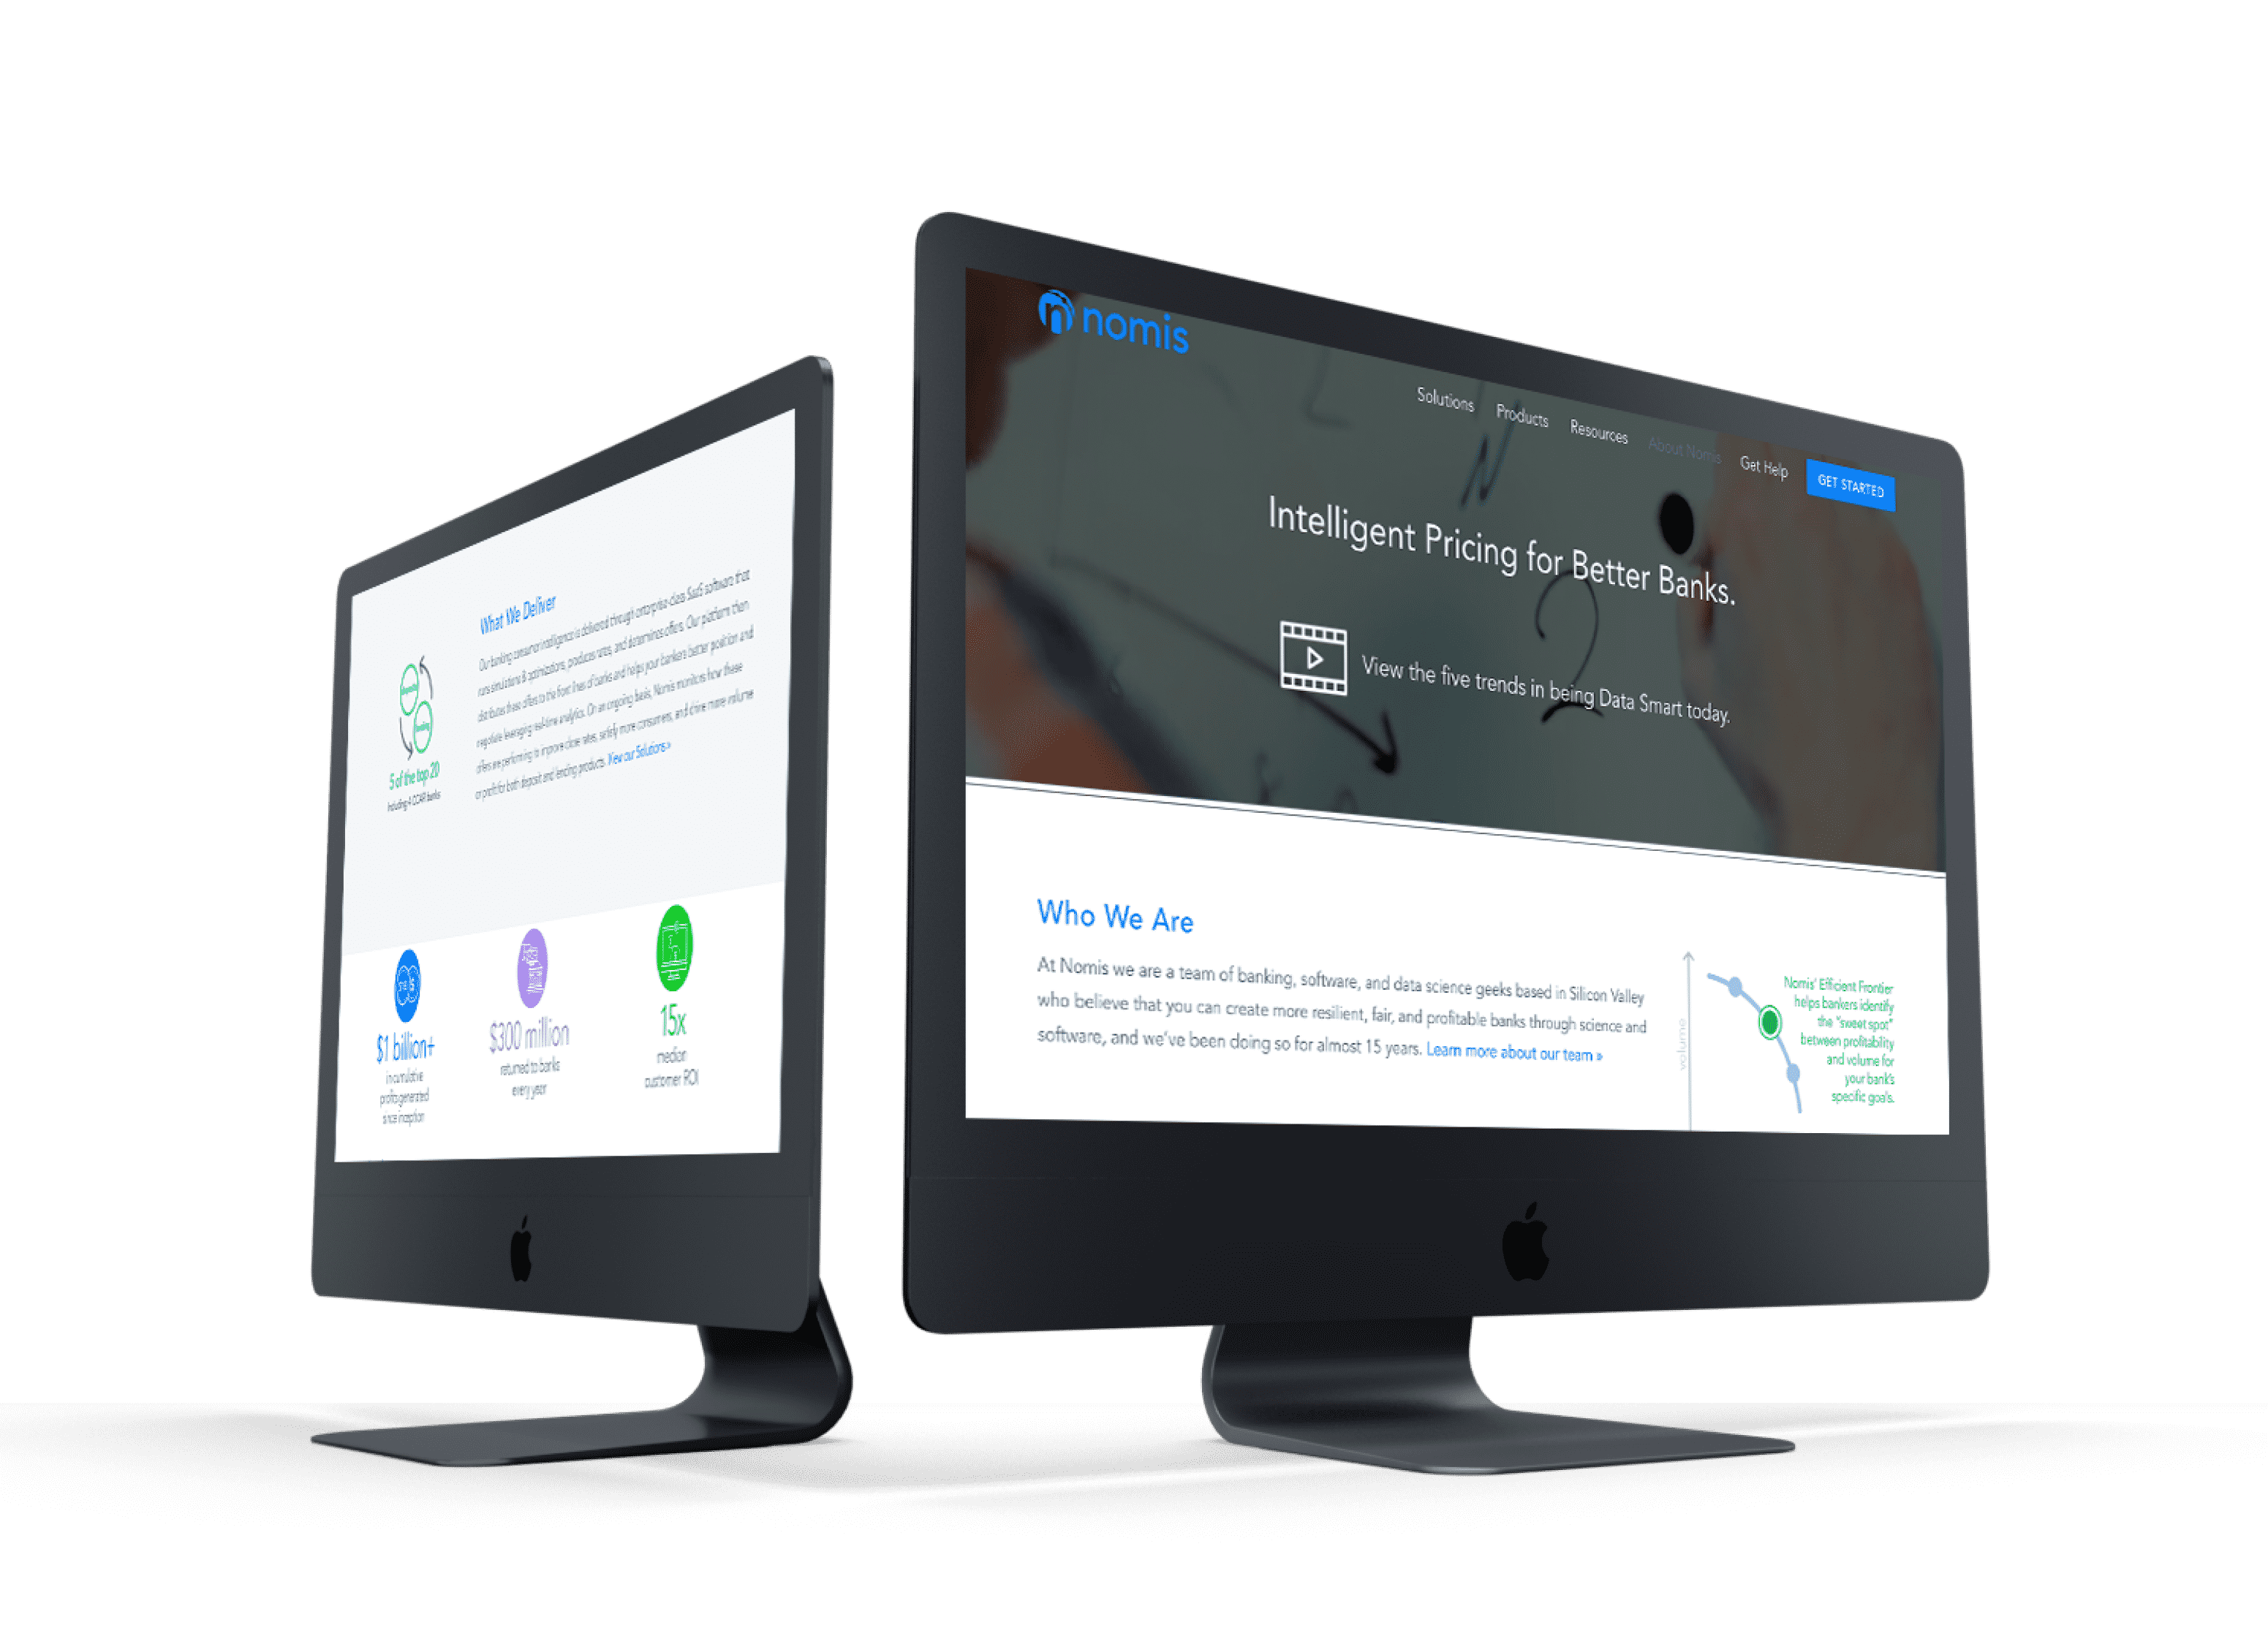 What We Deliver
Our banking consumer intelligence is delivered through enterprise-class SaaS software that
runs simulations & optimizations, produces rates, and determines offers. Our platform then
distributes these offers to the front lines of banks and helps your bankers better position and
negotiate leveraging real-time analytics. On an ongoing basis, Nomis monitors how these
offers are performing to improve close rates, satisfy more consumers, and drive more volume
or profit for both deposit and lending products. View our Solutions »
5 of the top 20
Including 4 CCAR banks
$1 billion+
in cumulative
profits generated
since inception
$300 million
returned to banks
every year
15x
median
customer ROI
nomis
Solutions
Products
Resources
About Nomis
Get Help
GET STARTED
Intelligent Pricing for Better Banks.
View the five trends in being Data Smart today.
Who We Are
At Nomis we are a team of banking, software, and data science geeks based in Silicon Valley
who believe that you can create more resilient, fair, and profitable banks through science and
software, and we've been doing so for almost 15 years. Learn more about our team »
volume
Nomis' Efficient Frontier
helps bankers identify
the "sweet spot"
between profitability
and volume for
your bank's
specific goals.